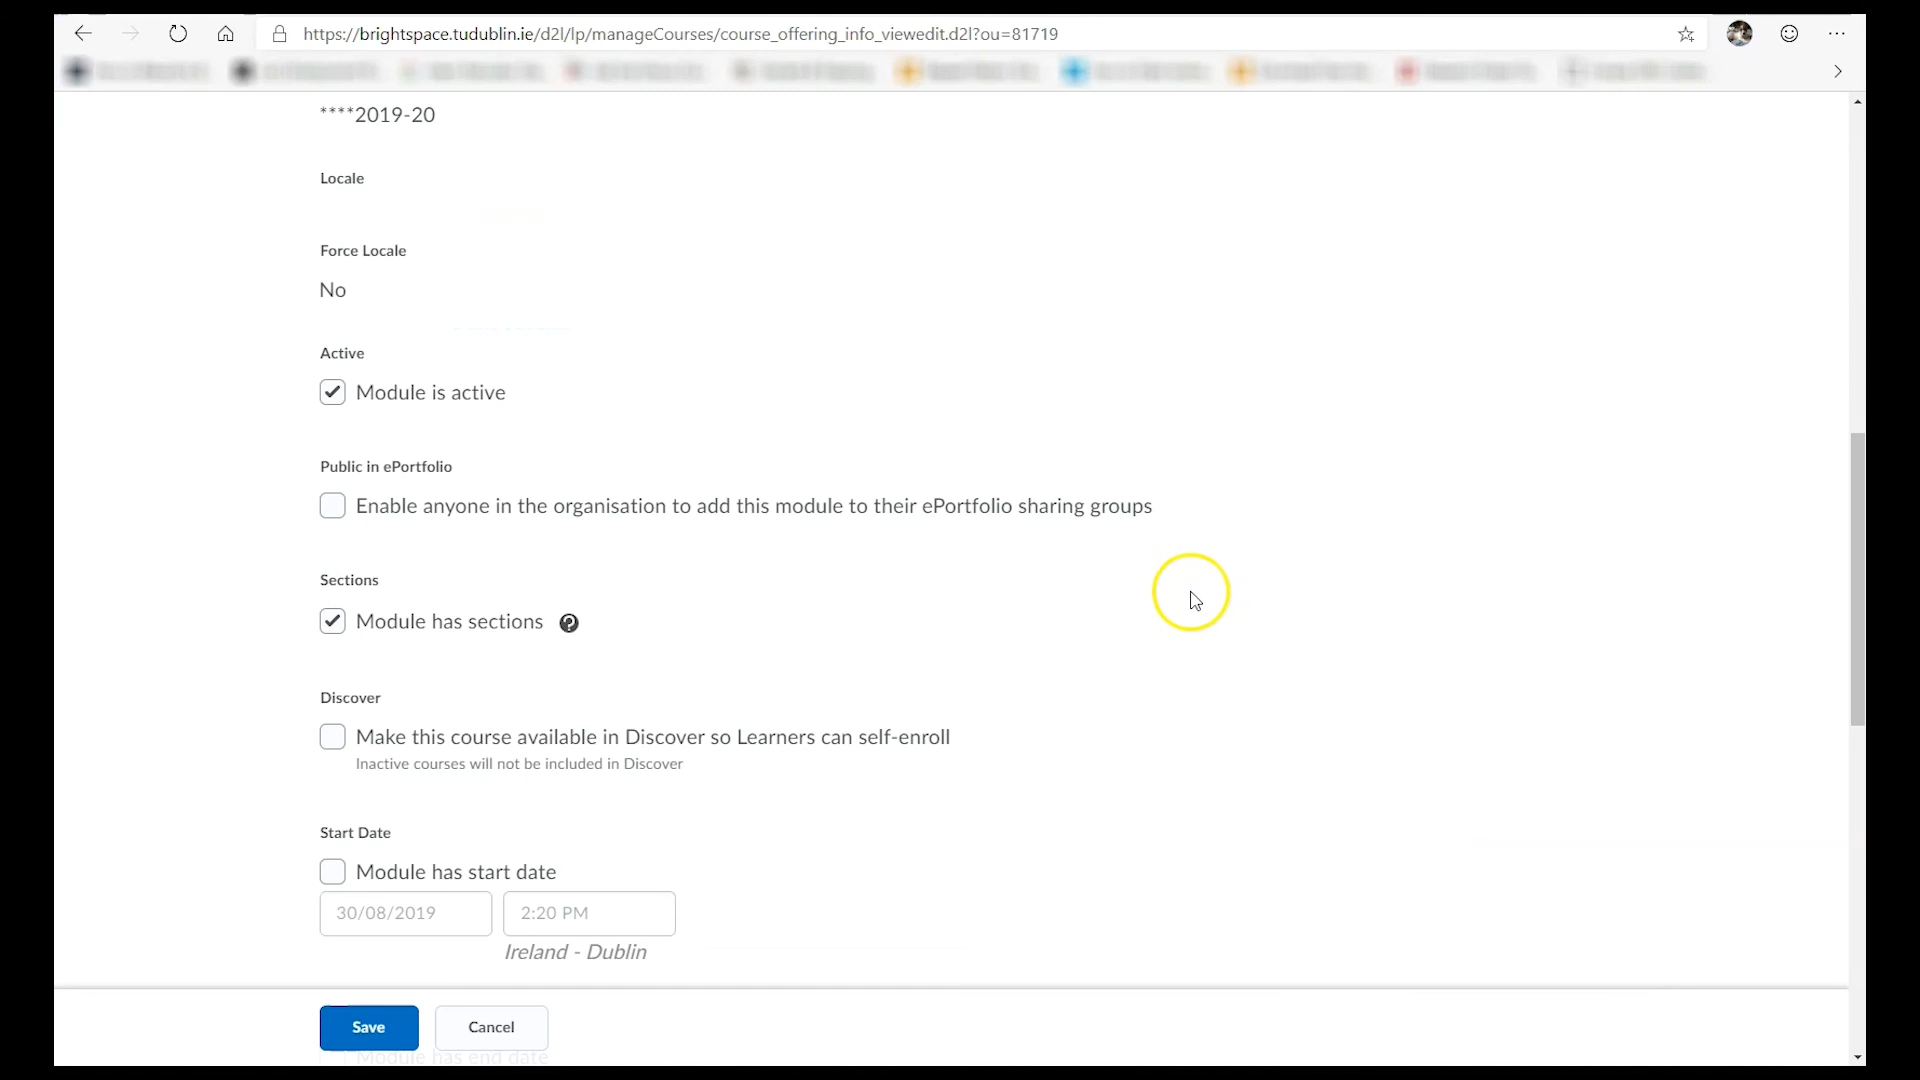 https://brightspace.tudublin.ie/d2l/lp/manageCourses/course_offering_info_viewedit.d2l?ou=81719
****2019-20
Locale
Force Locale
No
Active
Module is active
Public in ePortfolio
Enable anyone in the organisation to add this module to their ePortfolio sharing groups
Sections
Module has sections
Discover
Make this course available in Discover so Learners can self-enroll
Inactive courses will not be included in Discover
Start Date
Module has start date
30/08/2019 2:20 PM
Ireland - Dublin
Save Cancel
Module has end date